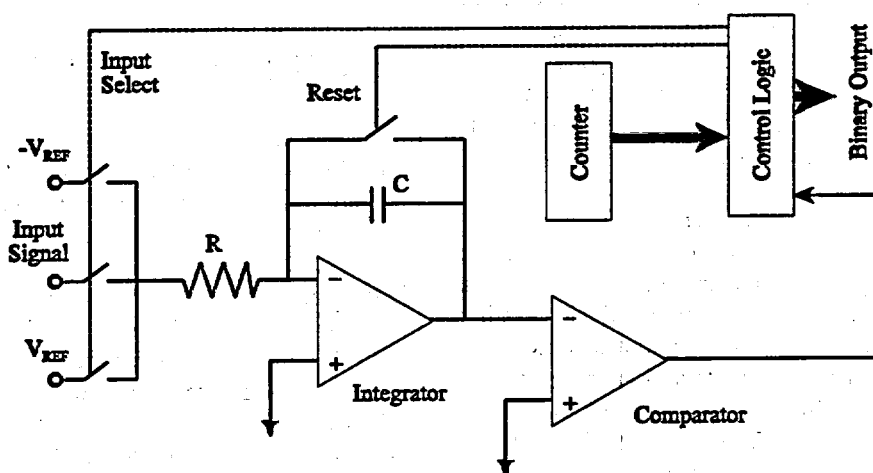 Input
Select
Reset
-VREF
Input
Signal
VREF
R
C
−
+
Integrator
−
+
Comparator
Counter
Control Logic
Binary Output